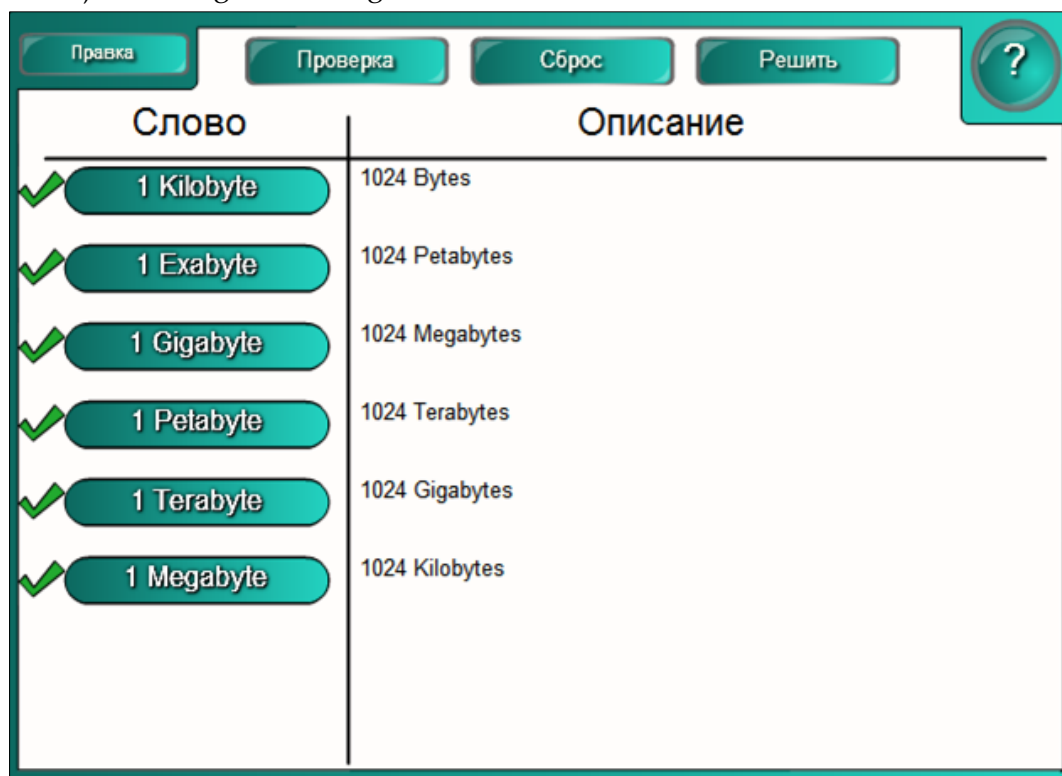 Правка Проверка Сброс Решить ?
Слово Описание
1 Kilobyte 1024 Bytes
1 Exabyte 1024 Petabytes
1 Gigabyte 1024 Megabytes
1 Petabyte 1024 Terabytes
1 Terabyte 1024 Gigabytes
1 Megabyte 1024 Kilobytes